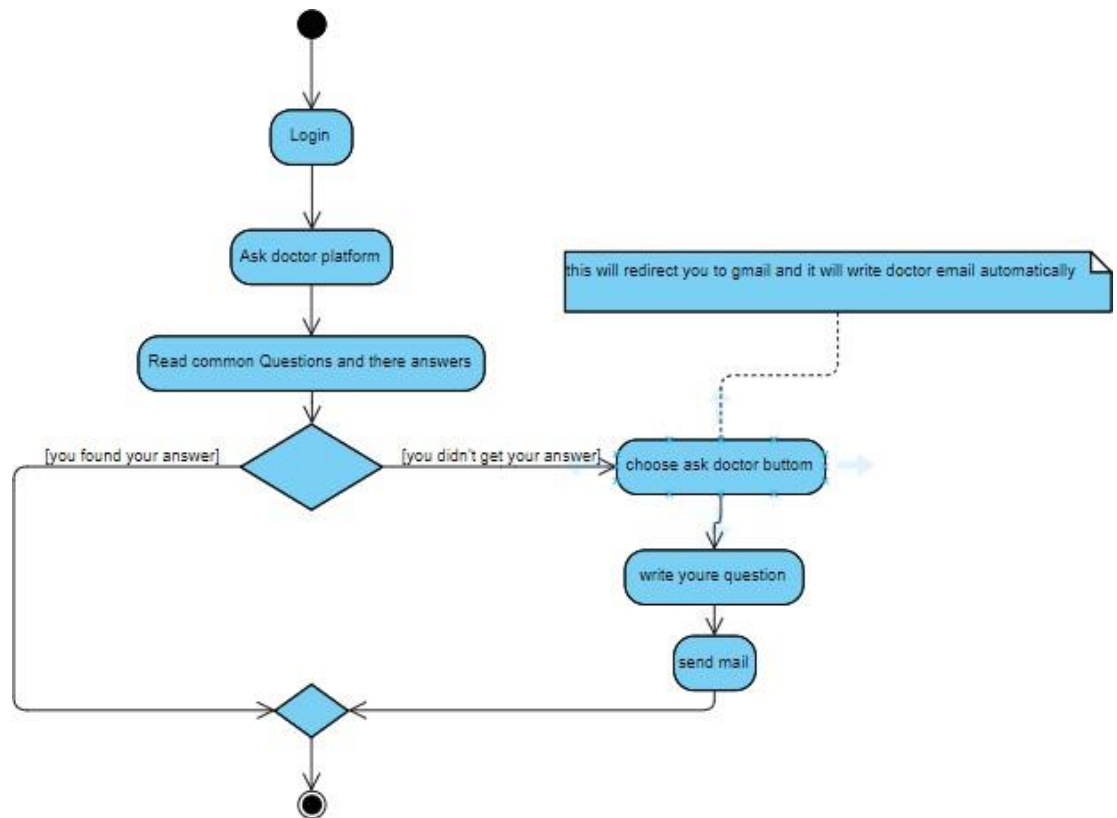 Login
Ask doctor platform
this will redirect you to gmail and it will write doctor email automatically
Read common Questions and there answers
[you found your answer]
[you didn't get your answer]
choose ask doctor buttom
write youre question
send mail